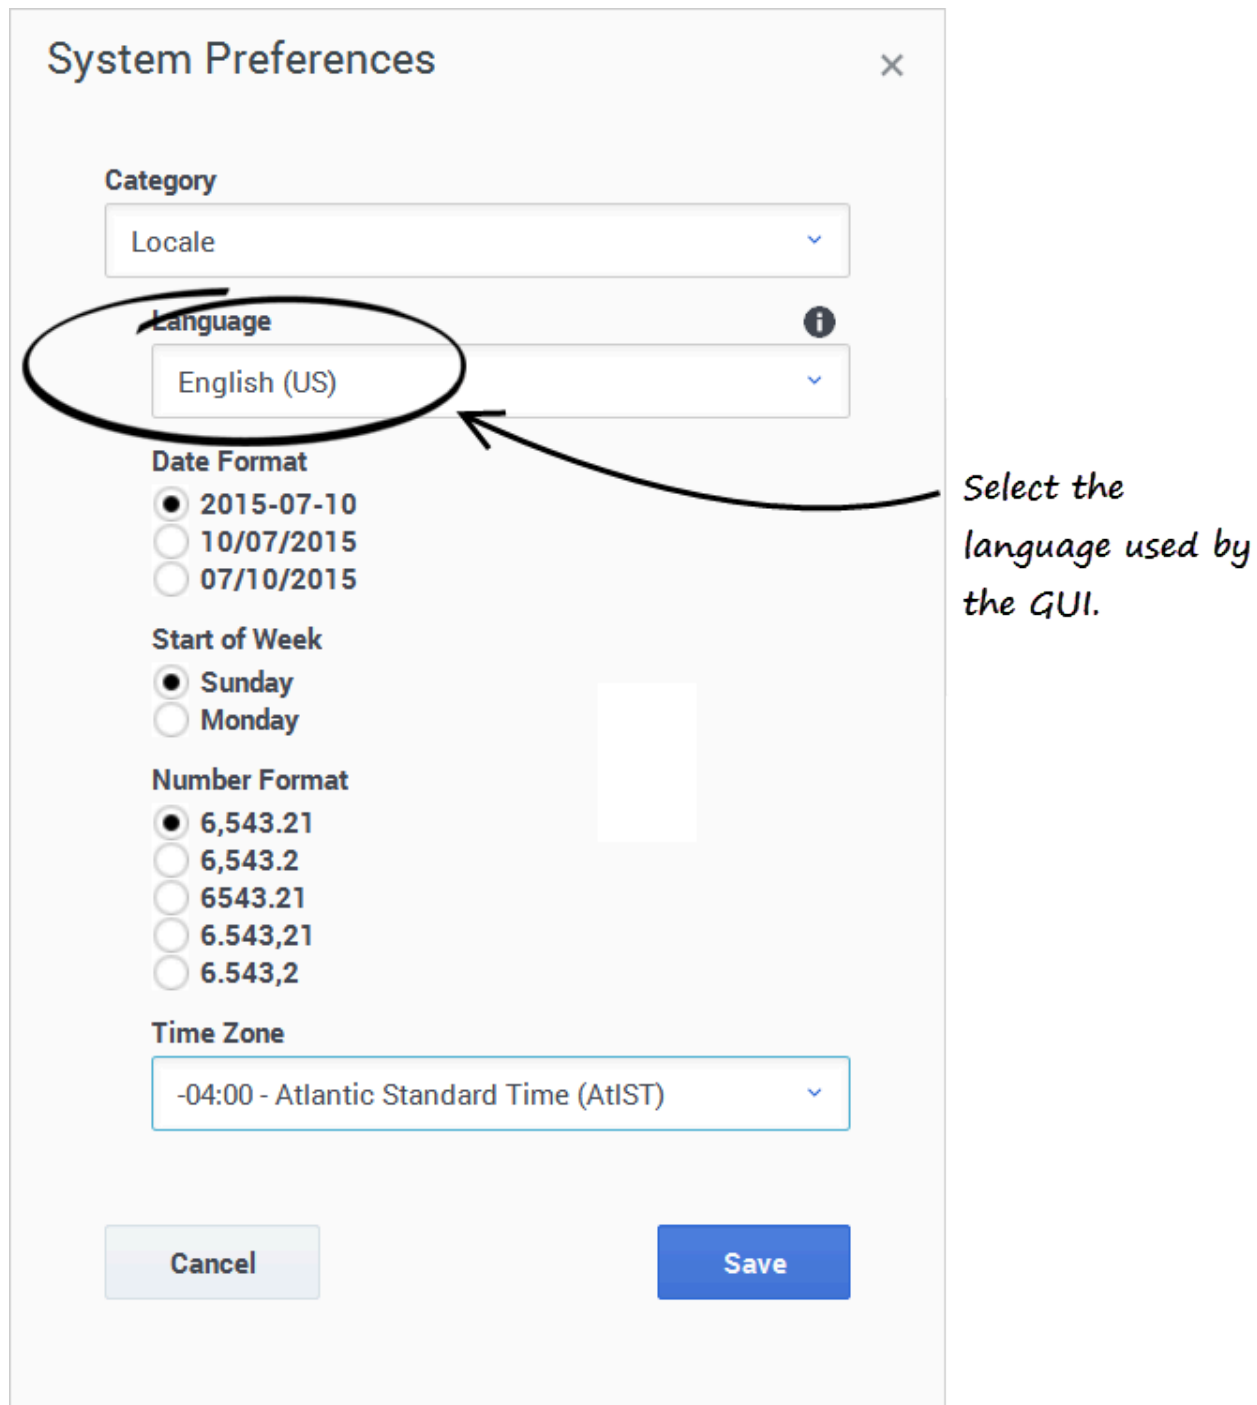 System Preferences
Category
Locale
Language
English (US)
Date Format
2015-07-10
10/07/2015
07/10/2015
Start of Week
Sunday
Monday
Number Format
6,543.21
6,543.2
6543.21
6.543,21
6.543,2
Time Zone
-04:00 - Atlantic Standard Time (AtlST)
Cancel
Save
Select the
language used by
the GUI.